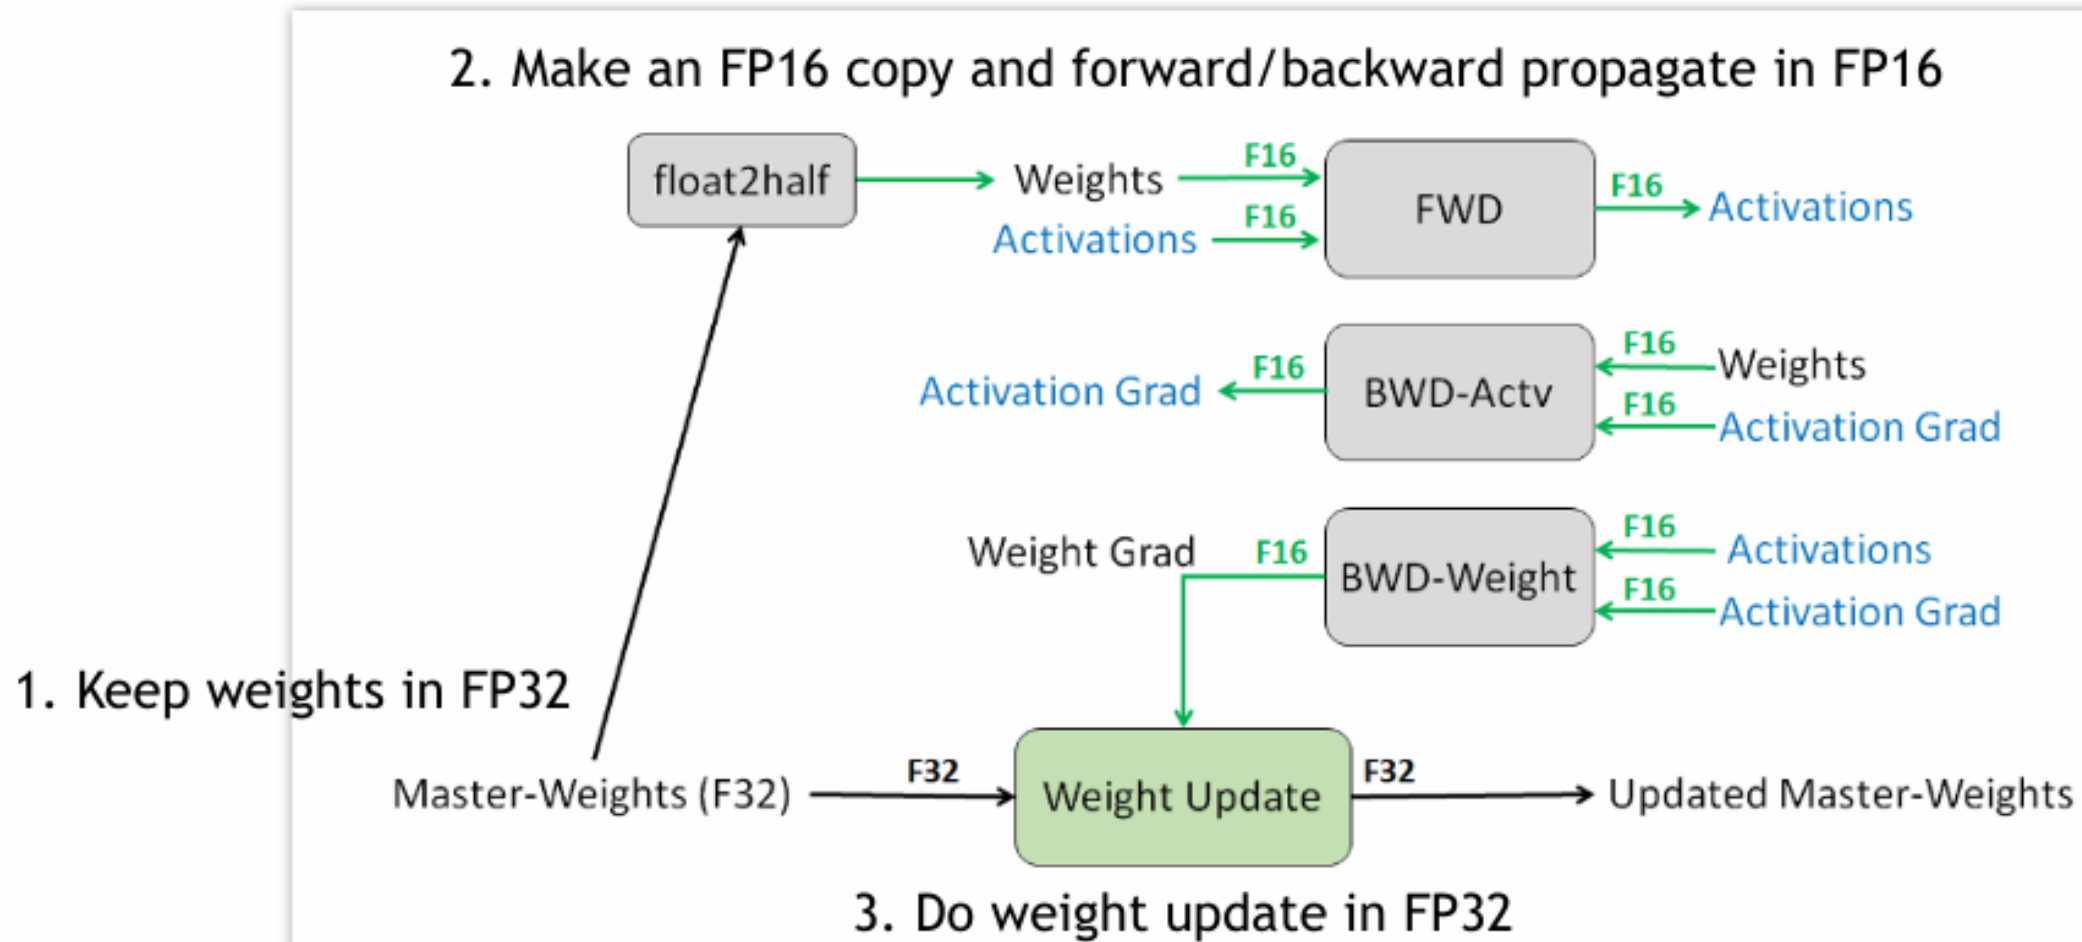 2. Make an FP16 copy and forward/backward propagate in FP16
float2half
Weights
F16
Activations
F16
FWD
F16
Activations
Activation Grad
F16
BWD-Actv
F16
Weights
F16
Activation Grad
Weight Grad
F16
BWD-Weight
F16
Activations
F16
Activation Grad
1. Keep weights in FP32
Master-Weights (F32)
F32
Weight Update
F32
Updated Master-Weights
3. Do weight update in FP32